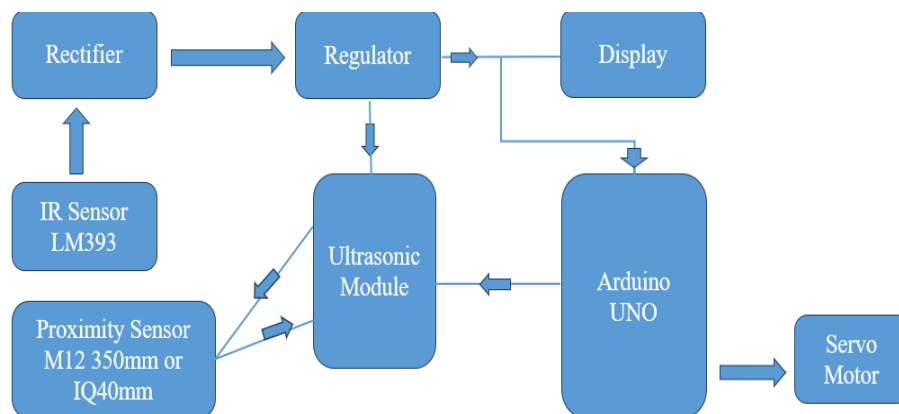 Rectifier
Regulator
Display
IR Sensor
LM393
Ultrasonic
Module
Arduino
UNO
Proximity Sensor
M12 350mm or
IQ40mm
Servo
Motor